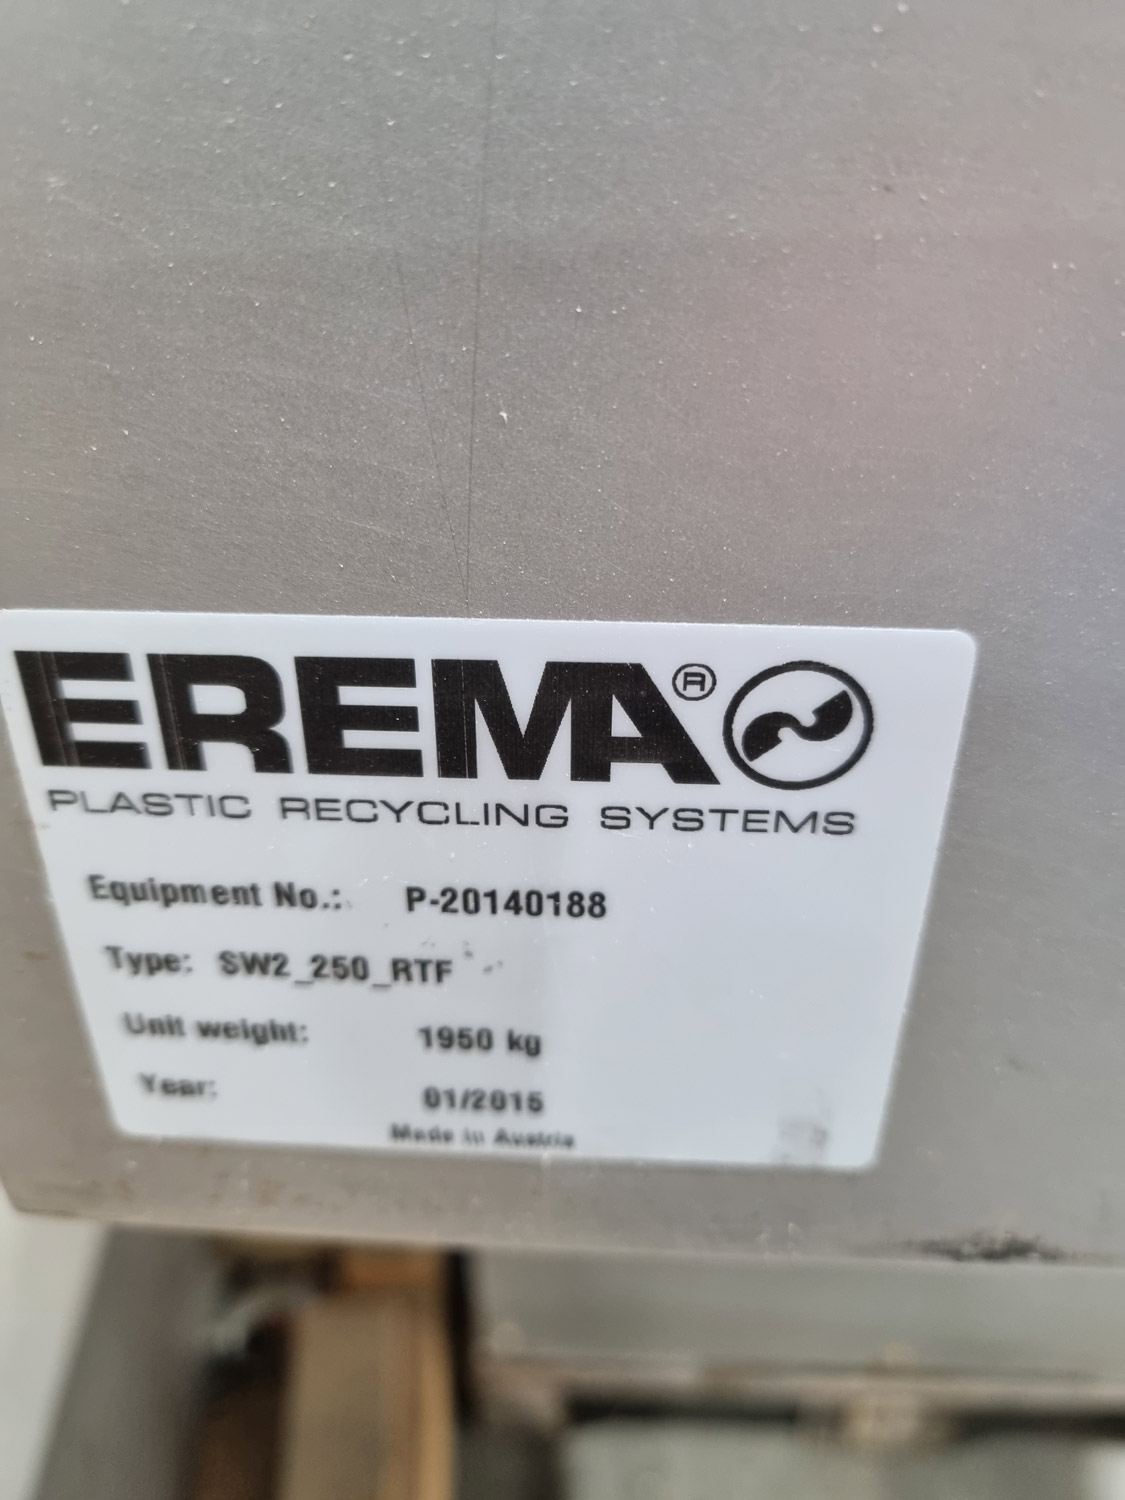 EREMA®
PLASTIC RECYCLING SYSTEMS
Equipment No.: P-20140188
Type: SW2_250_RTF
Unit weight: 1950 kg
Year: 01/2015
Made in Austria